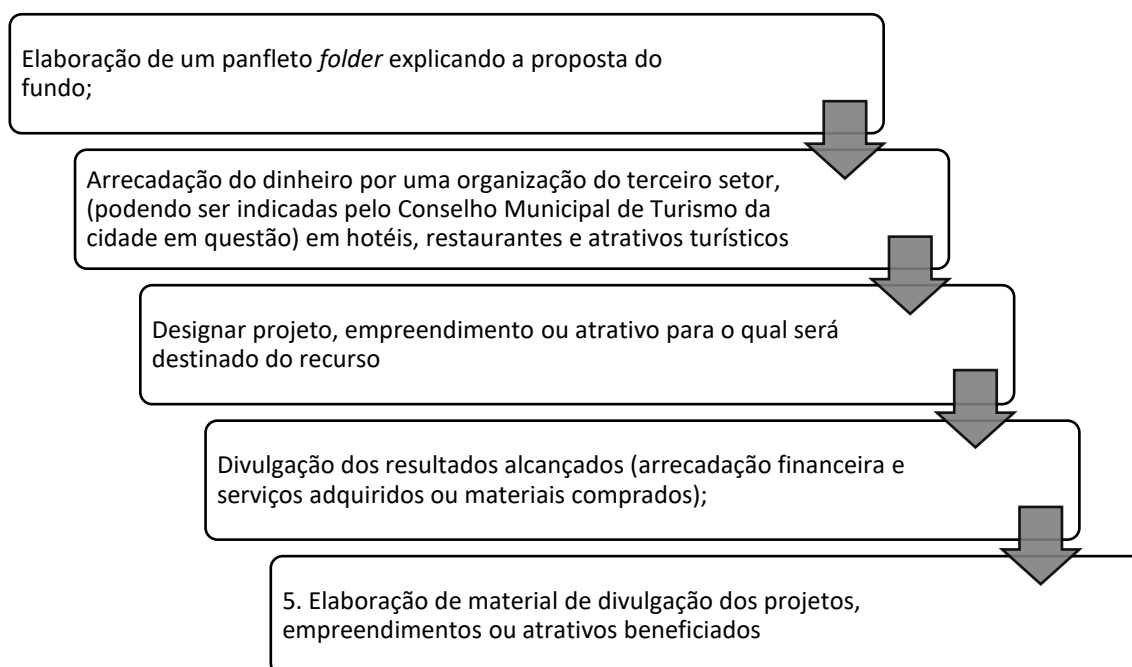 Elaboração de um panfleto folder explicando a proposta do
fundo;
Arrecadação do dinheiro por uma organização do terceiro setor,
(podendo ser indicadas pelo Conselho Municipal de Turismo da
cidade em questão) em hotéis, restaurantes e atrativos turísticos
Designar projeto, empreendimento ou atrativo para o qual será
destinado do recurso
Divulgação dos resultados alcançados (arrecadação financeira e
serviços adquiridos ou materiais comprados);
5. Elaboração de material de divulgação dos projetos,
empreendimentos ou atrativos beneficiados